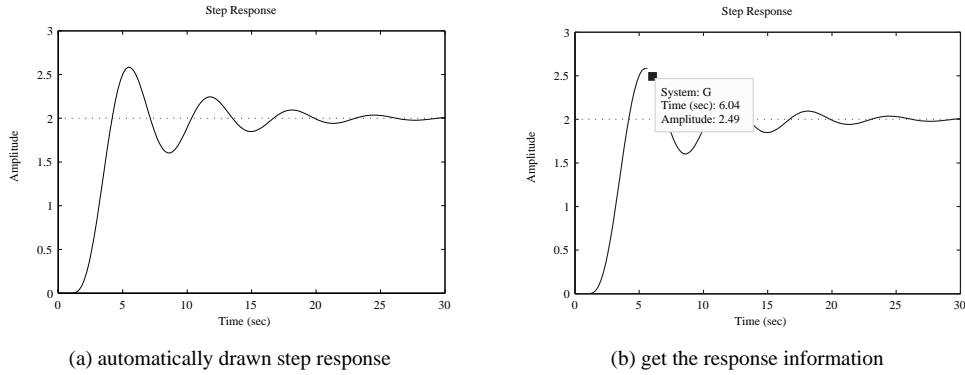 Step Response
3
2.5
2
1.5
1
0.5
0
Amplitude
0 5 10 15 20 25 30
Time (sec)
(a) automatically drawn step response
Step Response
3
2.5
2
1.5
1
0.5
0
Amplitude
System: G
Time (sec): 6.04
Amplitude: 2.49
0 5 10 15 20 25 30
Time (sec)
(b) get the response information